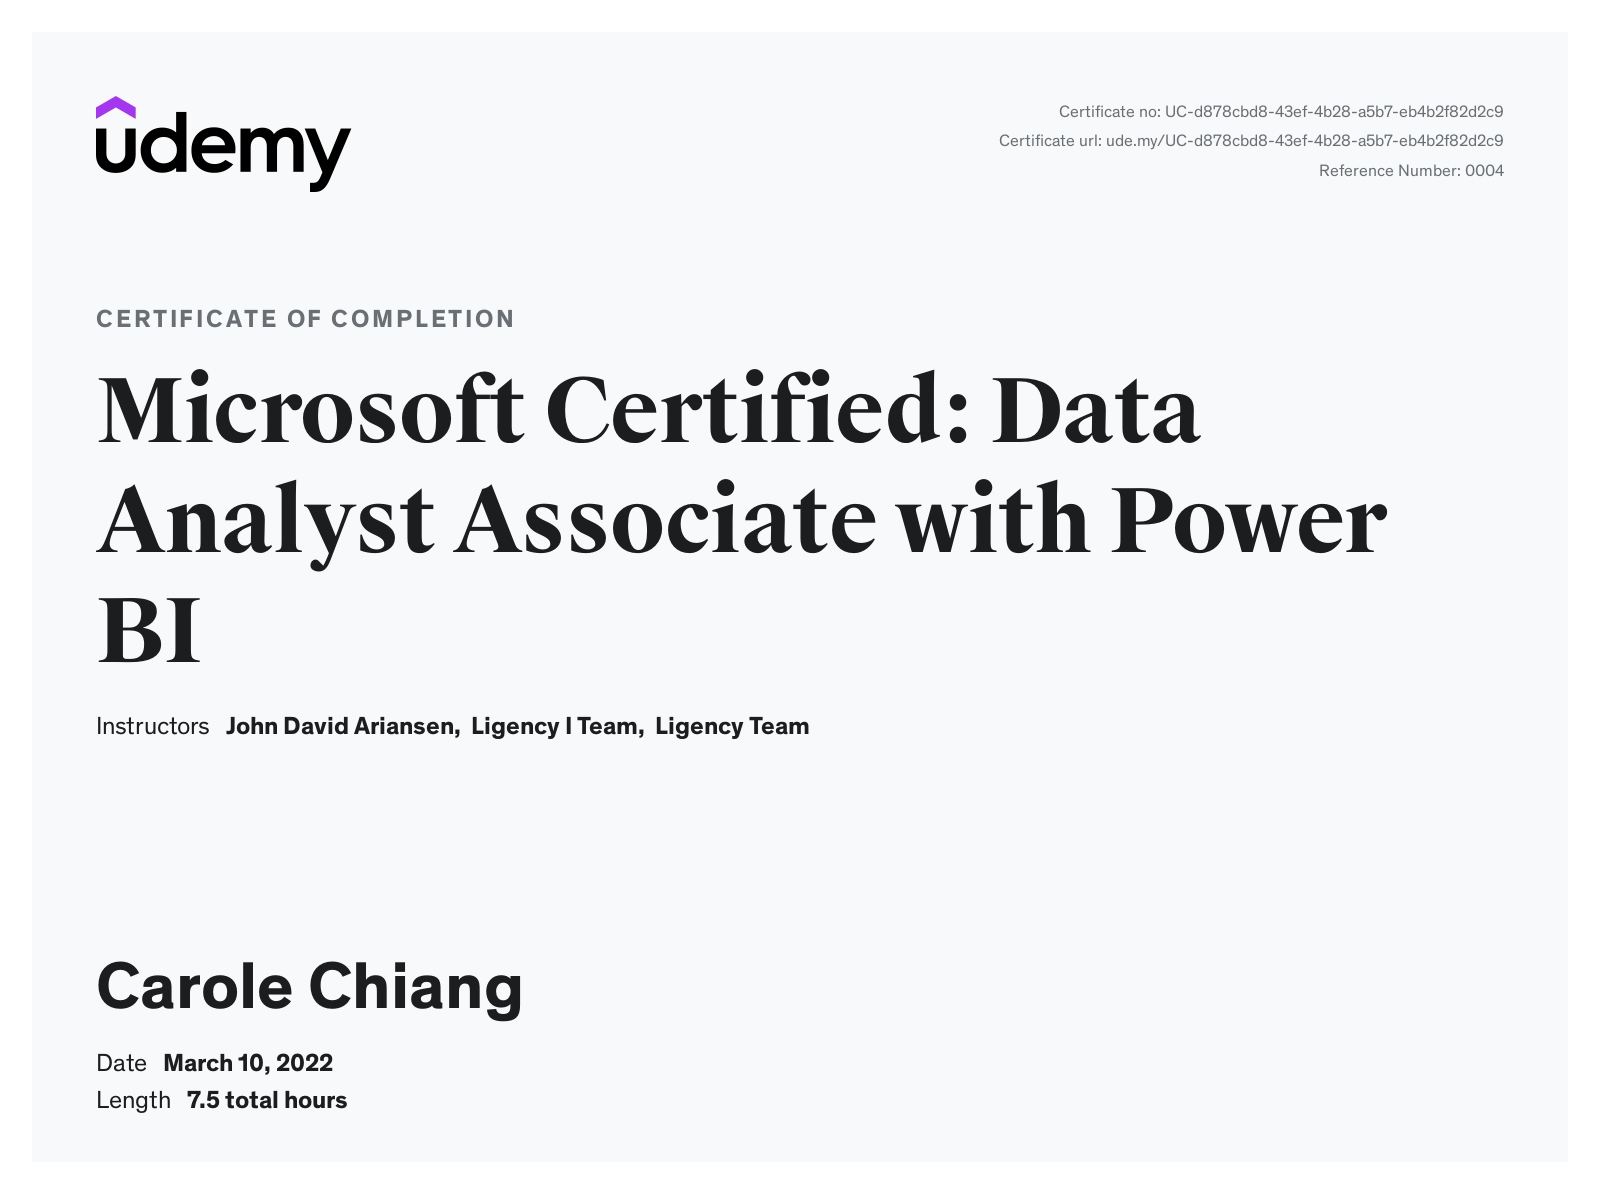 udemy
Certificate no: UC-d878cbd8-43ef-4b28-a5b7-eb4b2f82d2c9
Certificate url: ude.my/UC-d878cbd8-43ef-4b28-a5b7-eb4b2f82d2c9
Reference Number: 0004
CERTIFICATE OF COMPLETION
Microsoft Certified: Data
Analyst Associate with Power
BI
Instructors John David Ariansen, Ligency I Team, Ligency Team
Carole Chiang
Date March 10, 2022
Length 7.5 total hours